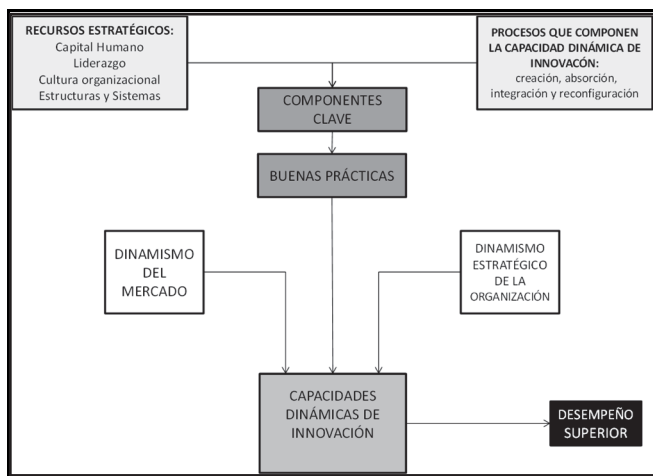 RECURSOS ESTRATÉGICOS:
Capital Humano
Liderazgo
Cultura organizacional
Estructuras y Sistemas
PROCESOS QUE COMPONEN
LA CAPACIDAD DINÁMICA DE
INNOVACÓN:
creación, absorción,
integración y reconfiguración
COMPONENTES
CLAVE
BUENAS PRÁCTICAS
DINAMISMO
DEL
MERCADO
DINAMISMO
ESTRATÉGICO
DE LA
ORGANIZACIÓN
CAPACIDADES
DINÁMICAS DE
INNOVACIÓN
DESEMPEÑO
SUPERIOR